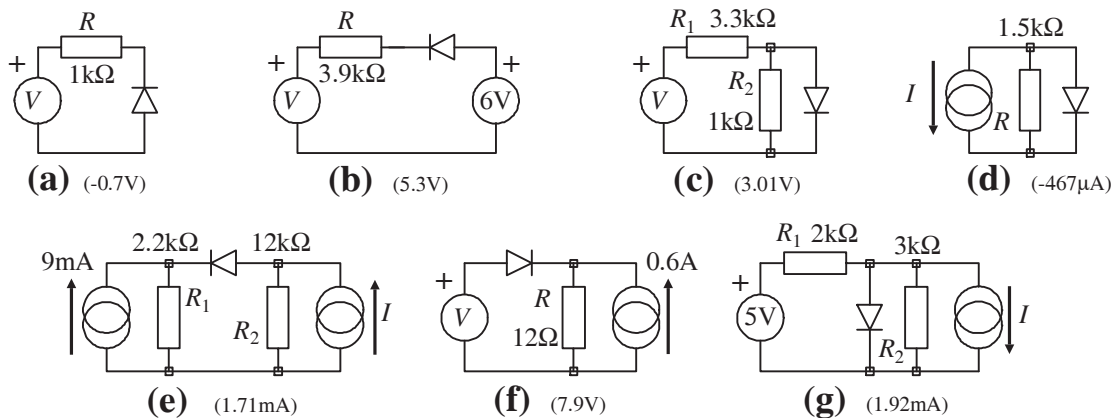 R
+
1kΩ
V
(a) (-0.7V)
R
+
3.9kΩ
V
+
6V
(b) (5.3V)
R1 3.3kΩ
+
V
R2
1kΩ
(c) (3.01V)
1.5kΩ
I
R
(d) (-467μA)
2.2kΩ 12kΩ
9mA
R1
R2
I
(e) (1.71mA)
+
V
R
12Ω
0.6A
(f) (7.9V)
R1 2kΩ
3kΩ
+
5V
R2
I
(g) (1.92mA)